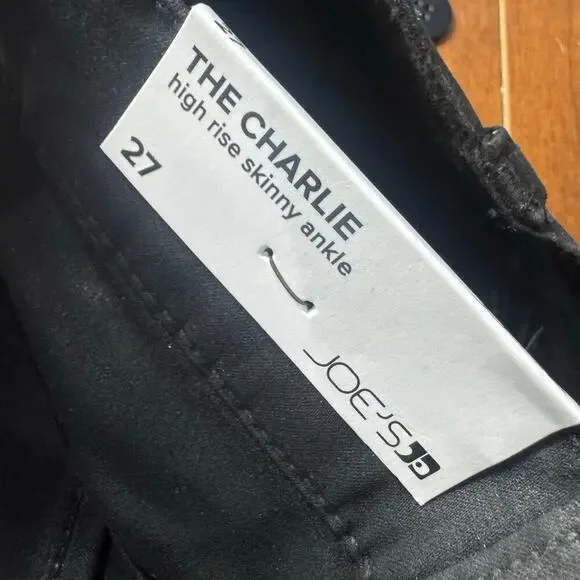 THE CHARLIE
high rise skinny ankle
27
JOE'S